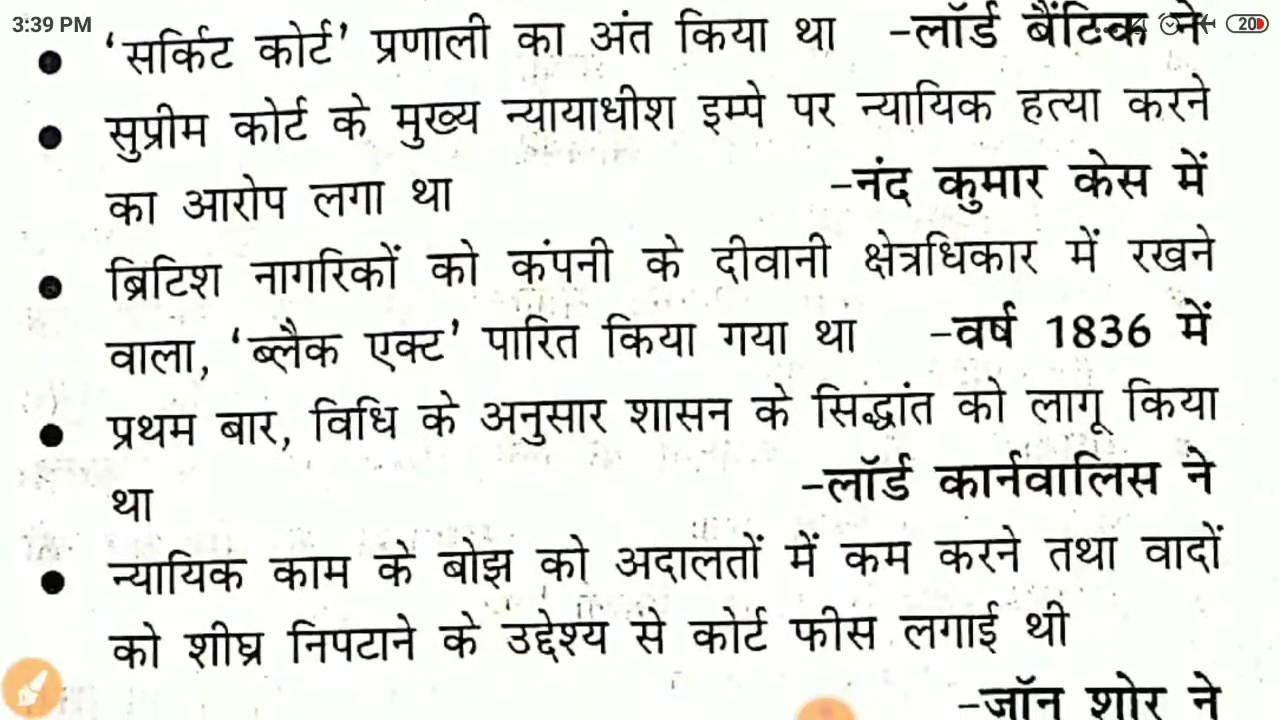 3:39 PM 20
• ‘सर्किट कोर्ट’ प्रणाली का अंत किया था -लॉर्ड बैंटिक ने
• सुप्रीम कोर्ट के मुख्य न्यायाधीश इम्पे पर न्यायिक हत्या करने
का आरोप लगा था -नंद कुमार केस में
• ब्रिटिश नागरिकों को कंपनी के दीवानी क्षेत्रधिकार में रखने
वाला, ‘ब्लैक एक्ट’ पारित किया गया था -वर्ष 1836 में
• प्रथम बार, विधि के अनुसार शासन के सिद्धांत को लागू किया
था -लॉर्ड कार्नवालिस ने
• न्यायिक काम के बोझ को अदालतों में कम करने तथा वादों
को शीघ्र निपटाने के उद्देश्य से कोर्ट फीस लगाई थी
-जॉन शोर ने